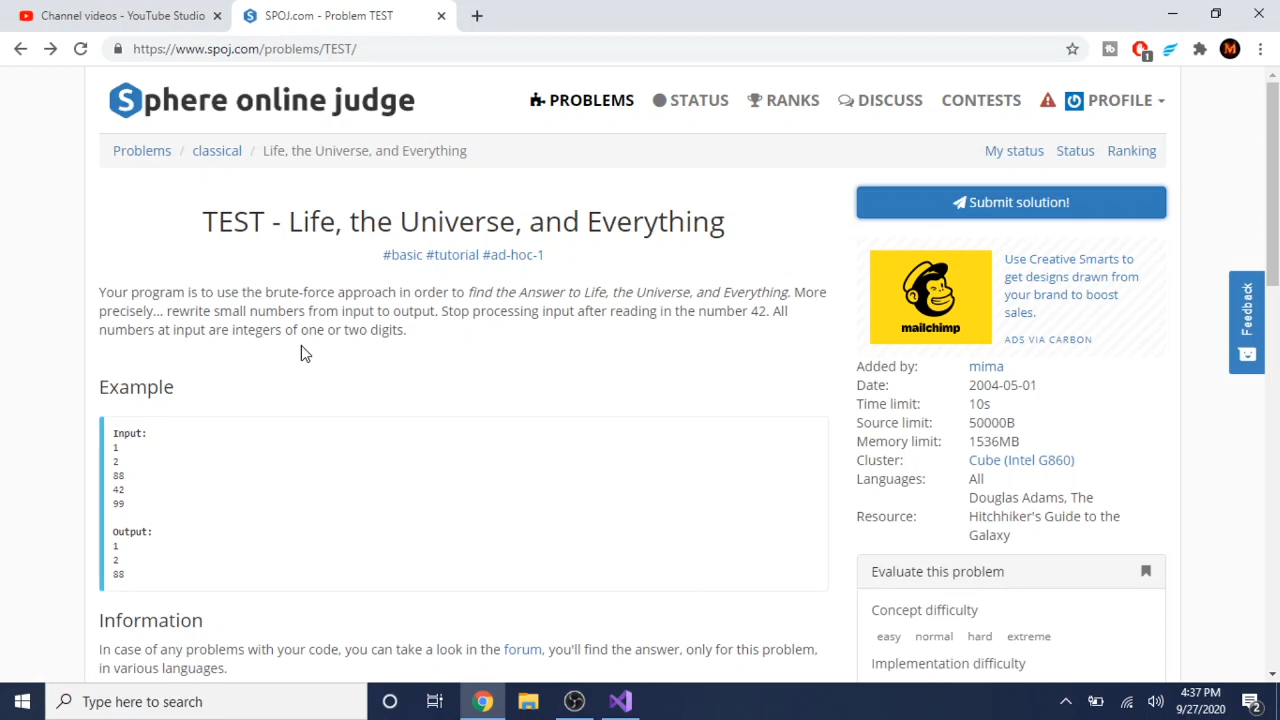 Channel videos - YouTube Studio
SPOJ.com - Problem TEST
https://www.spoj.com/problems/TEST/
1
M
Sphere online judge
PROBLEMS STATUS RANKS DISCUSS CONTESTS PROFILE
Problems / classical / Life, the Universe, and Everything
My status Status Ranking
TEST - Life, the Universe, and Everything
#basic #tutorial #ad-hoc-1
Your program is to use the brute-force approach in order to find the Answer to Life, the Universe, and Everything. More
precisely... rewrite small numbers from input to output. Stop processing input after reading in the number 42. All
numbers at input are integers of one or two digits.
Example
Input:
1
2
88
42
99
Output:
1
2
88
Information
In case of any problems with your code, you can take a look in the forum, you'll find the answer, only for this problem,
in various languages.
Submit solution!
mailchimp
Use Creative Smarts to
get designs drawn from
your brand to boost
sales.
ADS VIA CARBON
Added by: mima
Date: 2004-05-01
Time limit: 10s
Source limit: 50000B
Memory limit: 1536MB
Cluster: Cube (Intel G860)
Languages: All
Resource: Douglas Adams, The
Hitchhiker's Guide to the
Galaxy
Evaluate this problem
Concept difficulty
easy normal hard extreme
Implementation difficulty
Feedback
Type here to search
4:37 PM
9/27/2020
2